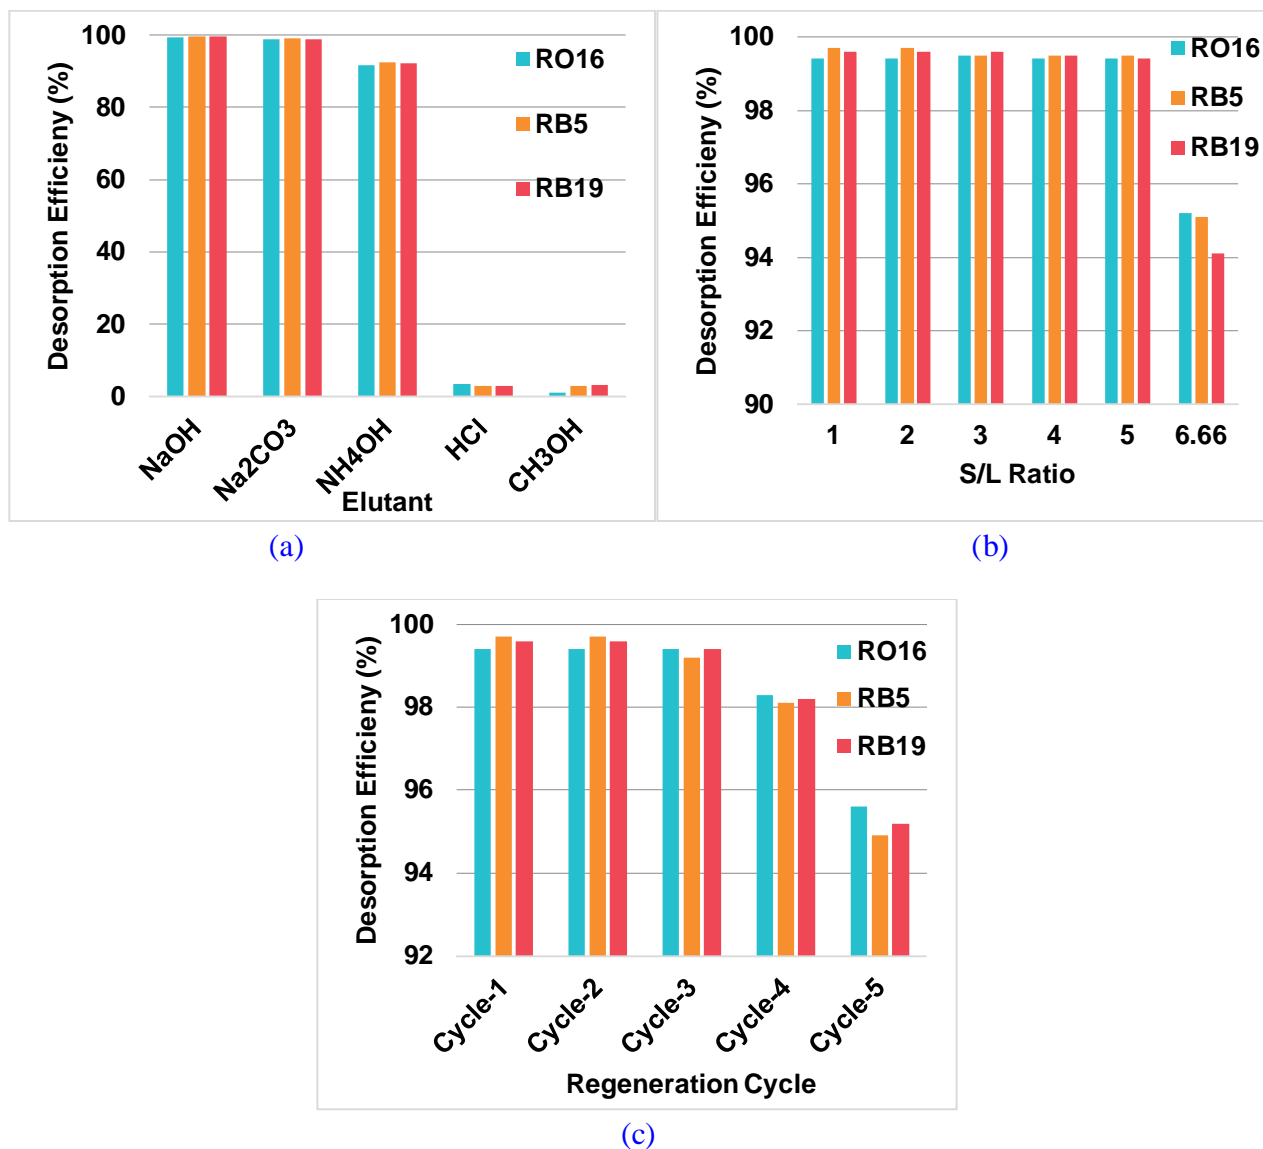 Desorption Efficieny (%)
100
80
60
40
20
0
RO16
RB5
RB19
NaOH
Na2CO3
NH4OH
HCl
CH3OH
Elutant
(a)
Desorption Efficieny (%)
100
98
96
94
92
90
RO16
RB5
RB19
1 2 3 4 5 6.66
S/L Ratio
(b)
Desorption Efficieny (%)
100
98
96
94
92
RO16
RB5
RB19
Cycle-1
Cycle-2
Cycle-3
Cycle-4
Cycle-5
Regeneration Cycle
(c)